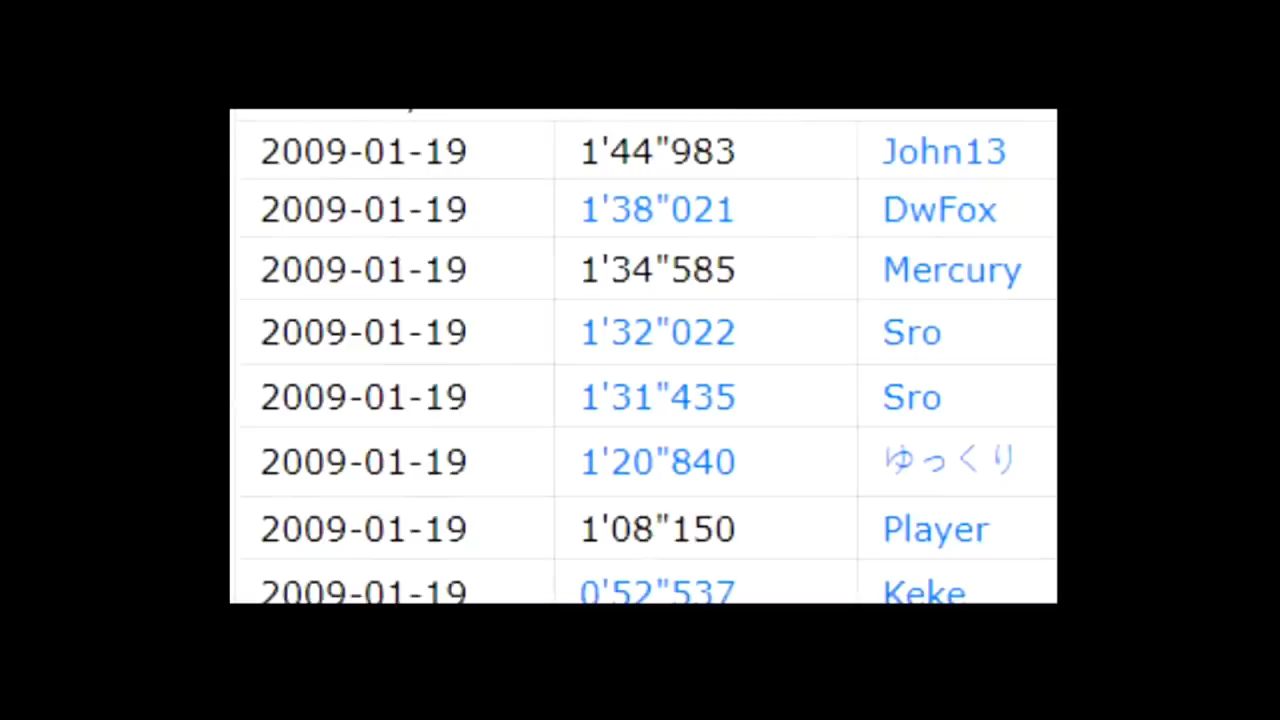 2009-01-19 1'44"983 John13
2009-01-19 1'38"021 DwFox
2009-01-19 1'34"585 Mercury
2009-01-19 1'32"022 Sro
2009-01-19 1'31"435 Sro
2009-01-19 1'20"840 ゆっくり
2009-01-19 1'08"150 Player
2009-01-19 0'52"537 Keke